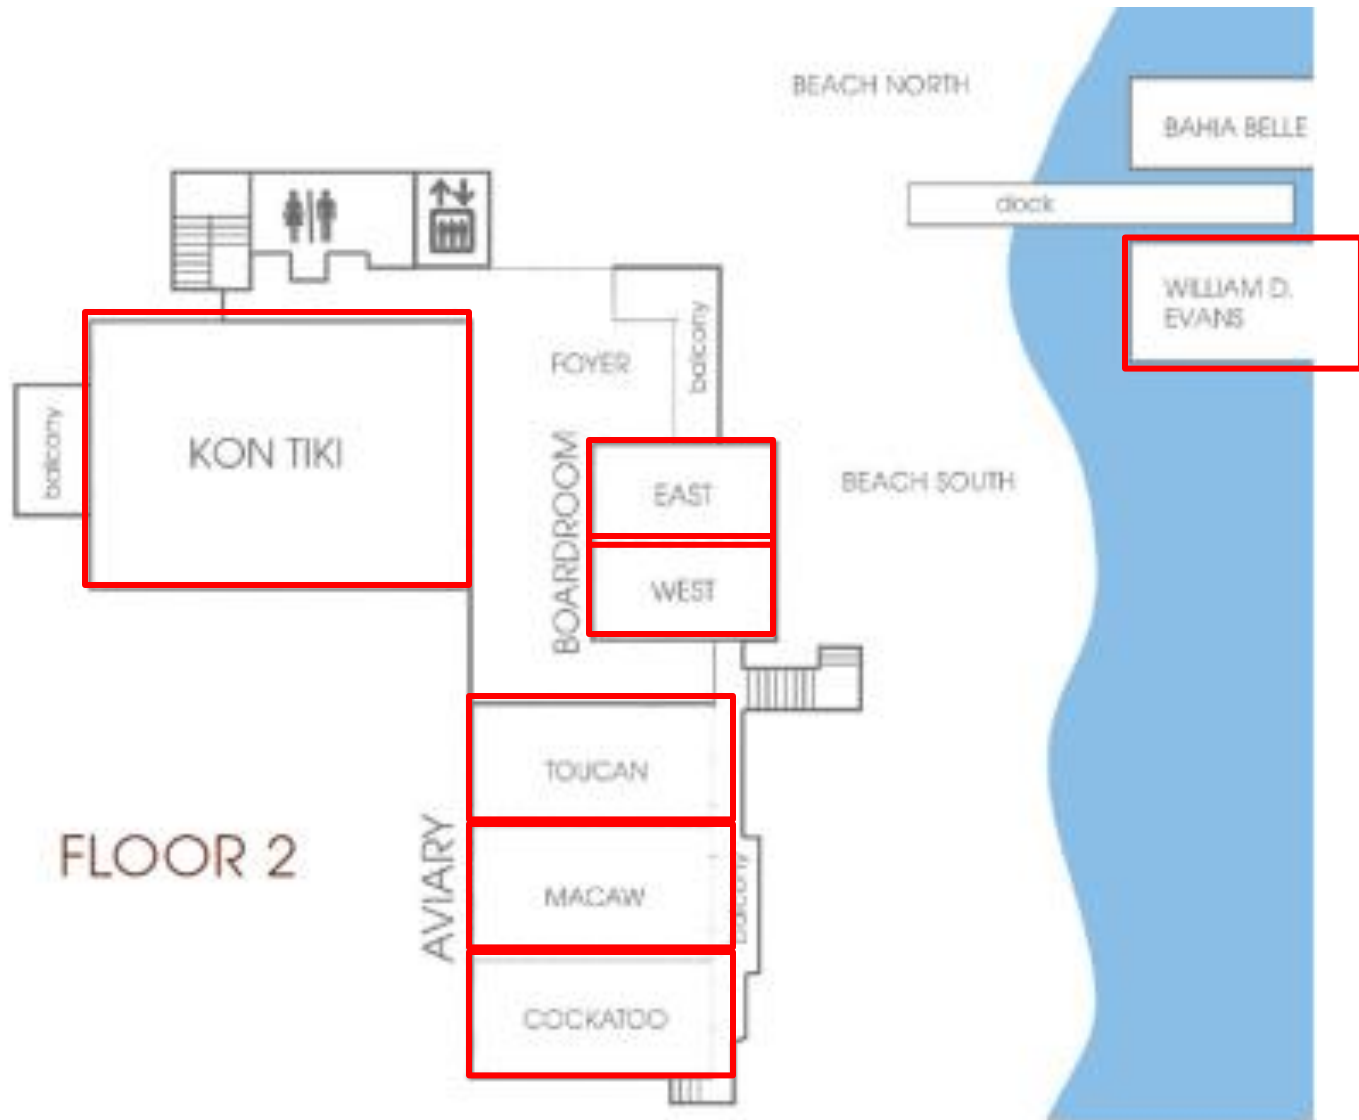 BEACH NORTH
BAHIA BELLE
dock
WILLIAM D.
EVANS
balcony
FOYER
balcony
KON TIKI
BOARDROOM
EAST
BEACH SOUTH
WEST
TOUCAN
FLOOR 2
AVIARY
MACAW
balcony
COCKATOO